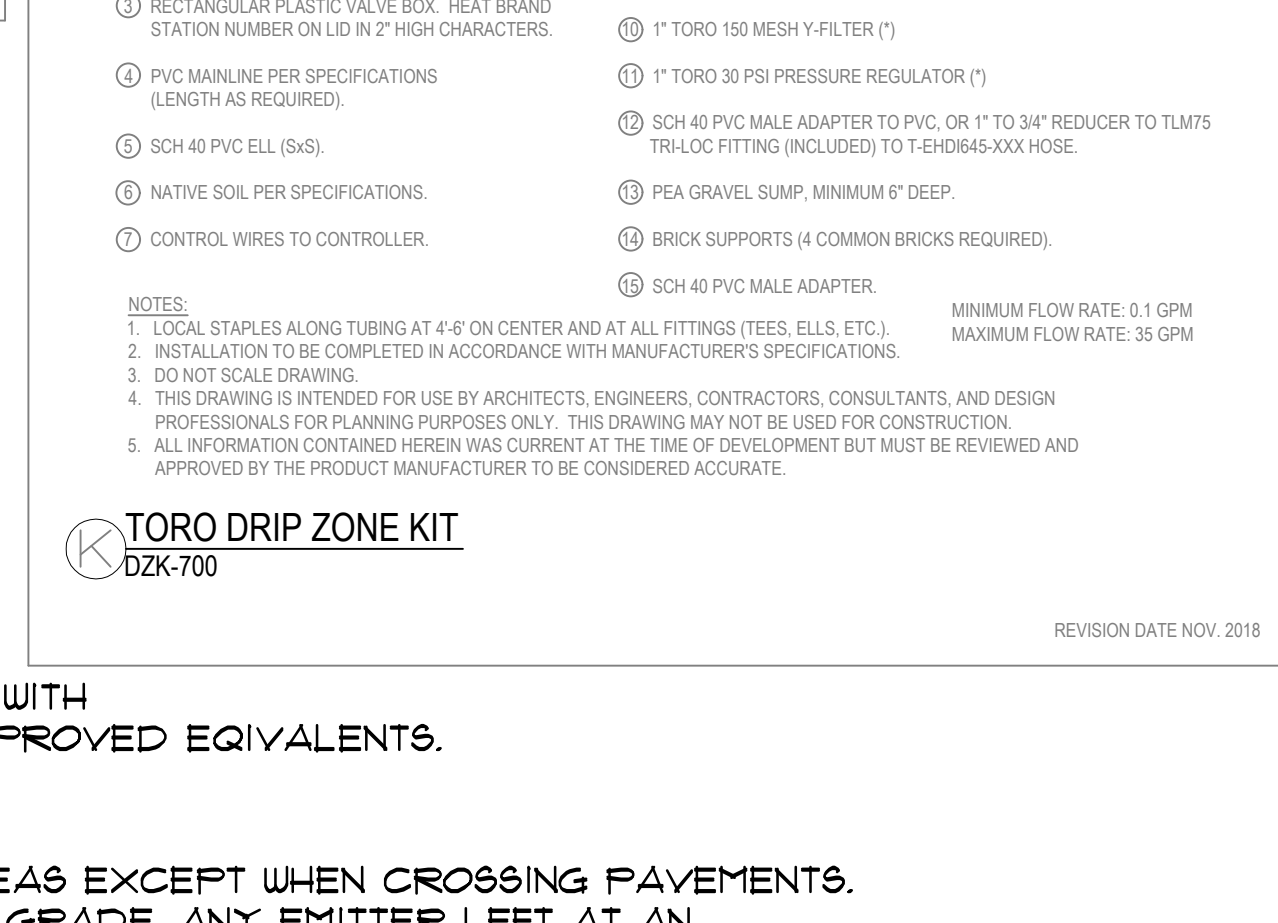 ③ RECTANGULAR PLASTIC VALVE BOX. HEAT BRAND
STATION NUMBER ON LID IN 2" HIGH CHARACTERS.
④ PVC MAINLINE PER SPECIFICATIONS
(LENGTH AS REQUIRED).
⑤ SCH 40 PVC ELL (SxS).
⑥ NATIVE SOIL PER SPECIFICATIONS.
⑦ CONTROL WIRES TO CONTROLLER.
⑩ 1" TORO 150 MESH Y-FILTER (*)
⑪ 1" TORO 30 PSI PRESSURE REGULATOR (*)
⑫ SCH 40 PVC MALE ADAPTER TO PVC, OR 1" TO 3/4" REDUCER TO TLM75
TRI-LOC FITTING (INCLUDED) TO T-EHDI645-XXX HOSE.
⑬ PEA GRAVEL SUMP, MINIMUM 6" DEEP.
⑭ BRICK SUPPORTS (4 COMMON BRICKS REQUIRED).
⑮ SCH 40 PVC MALE ADAPTER.
MINIMUM FLOW RATE: 0.1 GPM
MAXIMUM FLOW RATE: 35 GPM
NOTES:
1. LOCAL STAPLES ALONG TUBING AT 4'-6' ON CENTER AND AT ALL FITTINGS (TEES, ELLS, ETC.).
2. INSTALLATION TO BE COMPLETED IN ACCORDANCE WITH MANUFACTURER'S SPECIFICATIONS.
3. DO NOT SCALE DRAWING.
4. THIS DRAWING IS INTENDED FOR USE BY ARCHITECTS, ENGINEERS, CONTRACTORS, CONSULTANTS, AND DESIGN
PROFESSIONALS FOR PLANNING PURPOSES ONLY. THIS DRAWING MAY NOT BE USED FOR CONSTRUCTION.
5. ALL INFORMATION CONTAINED HEREIN WAS CURRENT AT THE TIME OF DEVELOPMENT BUT MUST BE REVIEWED AND
APPROVED BY THE PRODUCT MANUFACTURER TO BE CONSIDERED ACCURATE.
K TORO DRIP ZONE KIT
DZK-700
REVISION DATE NOV. 2018
WITH
PROVED EQIVALENTS.
EAS EXCEPT WHEN CROSSING PAVEMENTS.
GRADE. ANY EMITTER LEFT AT AN